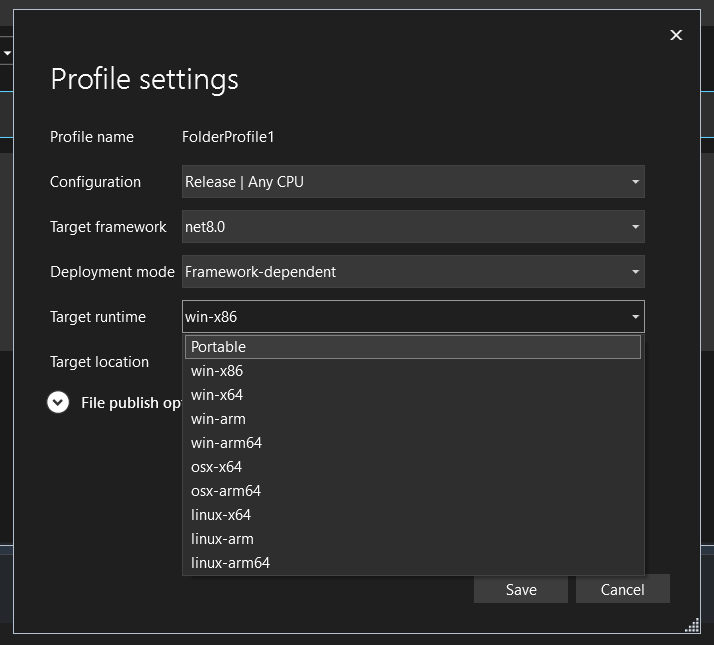 Profile settings
Profile name FolderProfile1
Configuration Release | Any CPU
Target framework net8.0
Deployment mode Framework-dependent
Target runtime win-x86
Target location
Portable
win-x86
win-x64
win-arm
win-arm64
osx-x64
osx-arm64
linux-x64
linux-arm
linux-arm64
File publish op
Save Cancel